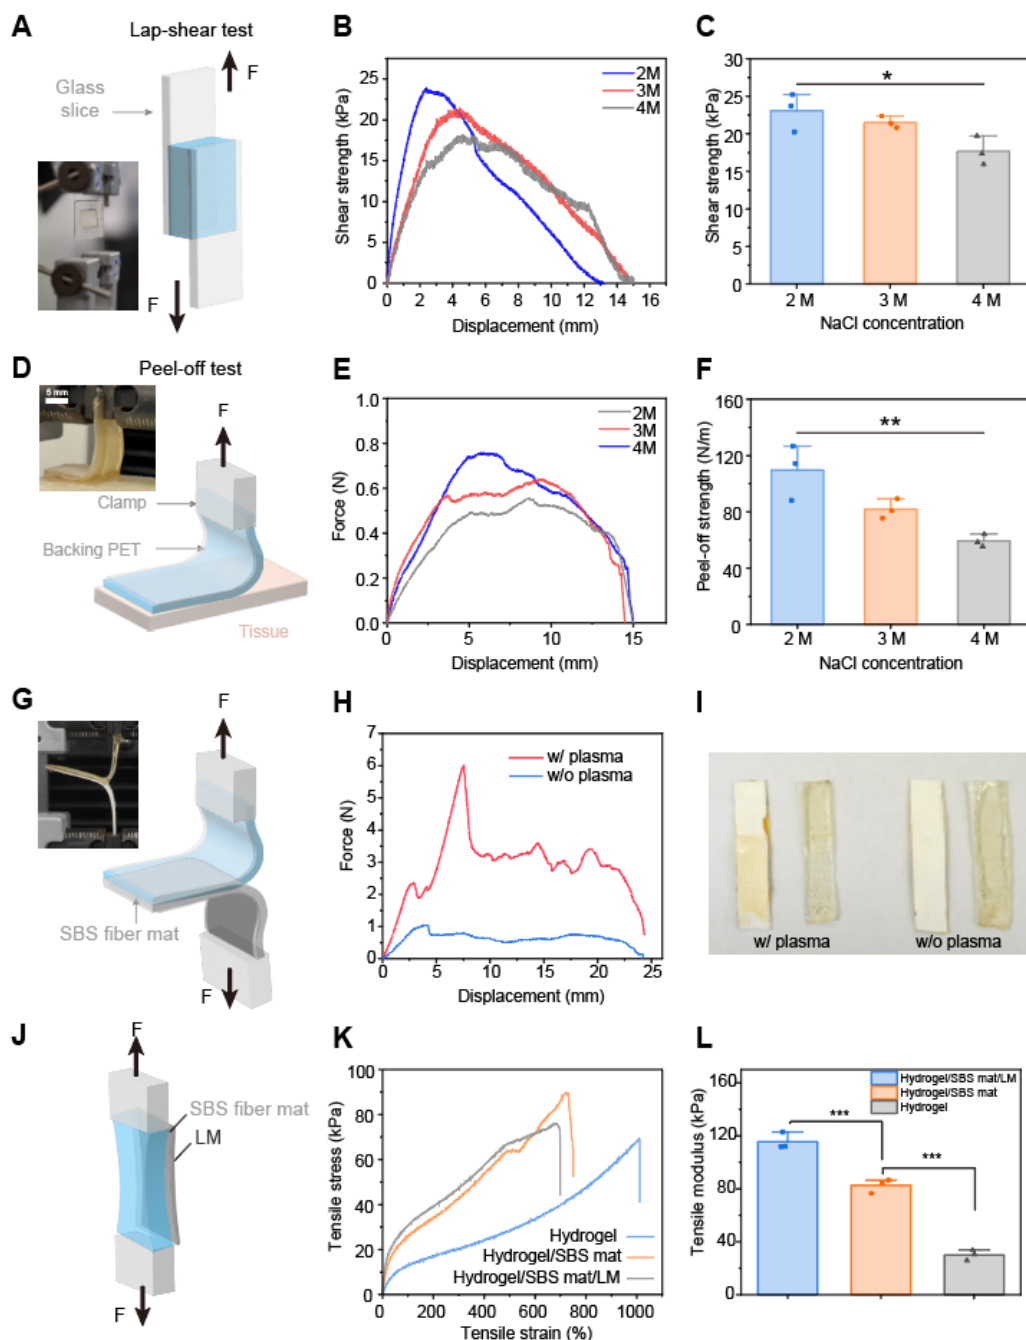 A
Lap-shear test
F
Glass
slice
F
B
Shear strength (kPa)
25
20
15
10
5
0
2M
3M
4M
0 2 4 6 8 10 12 14 16
Displacement (mm)
C
Shear strength (kPa)
30
25
20
15
10
5
0
*
2 M 3 M 4 M
NaCl concentration
D
Peel-off test
5 mm
F
Clamp
Backing PET
Tissue
E
Force (N)
1.0
0.8
0.6
0.4
0.2
0.0
2M
3M
4M
0 5 10 15
Displacement (mm)
F
Peel-off strength (N/m)
160
120
80
40
0
**
2 M 3 M 4 M
NaCl concentration
G
F
SBS fiber mat
F
H
Force (N)
7
6
5
4
3
2
1
0
w/ plasma
w/o plasma
0 5 10 15 20 25
Displacement (mm)
I
w/ plasma
w/o plasma
J
F
SBS fiber mat
LM
F
K
Tensile stress (kPa)
100
80
60
40
20
0
Hydrogel
Hydrogel/SBS mat
Hydrogel/SBS mat/LM
0 200 400 600 800 1000
Tensile strain (%)
L
Tensile modulus (kPa)
160
120
80
40
0
Hydrogel/SBS mat/LM
Hydrogel/SBS mat
Hydrogel
***
***